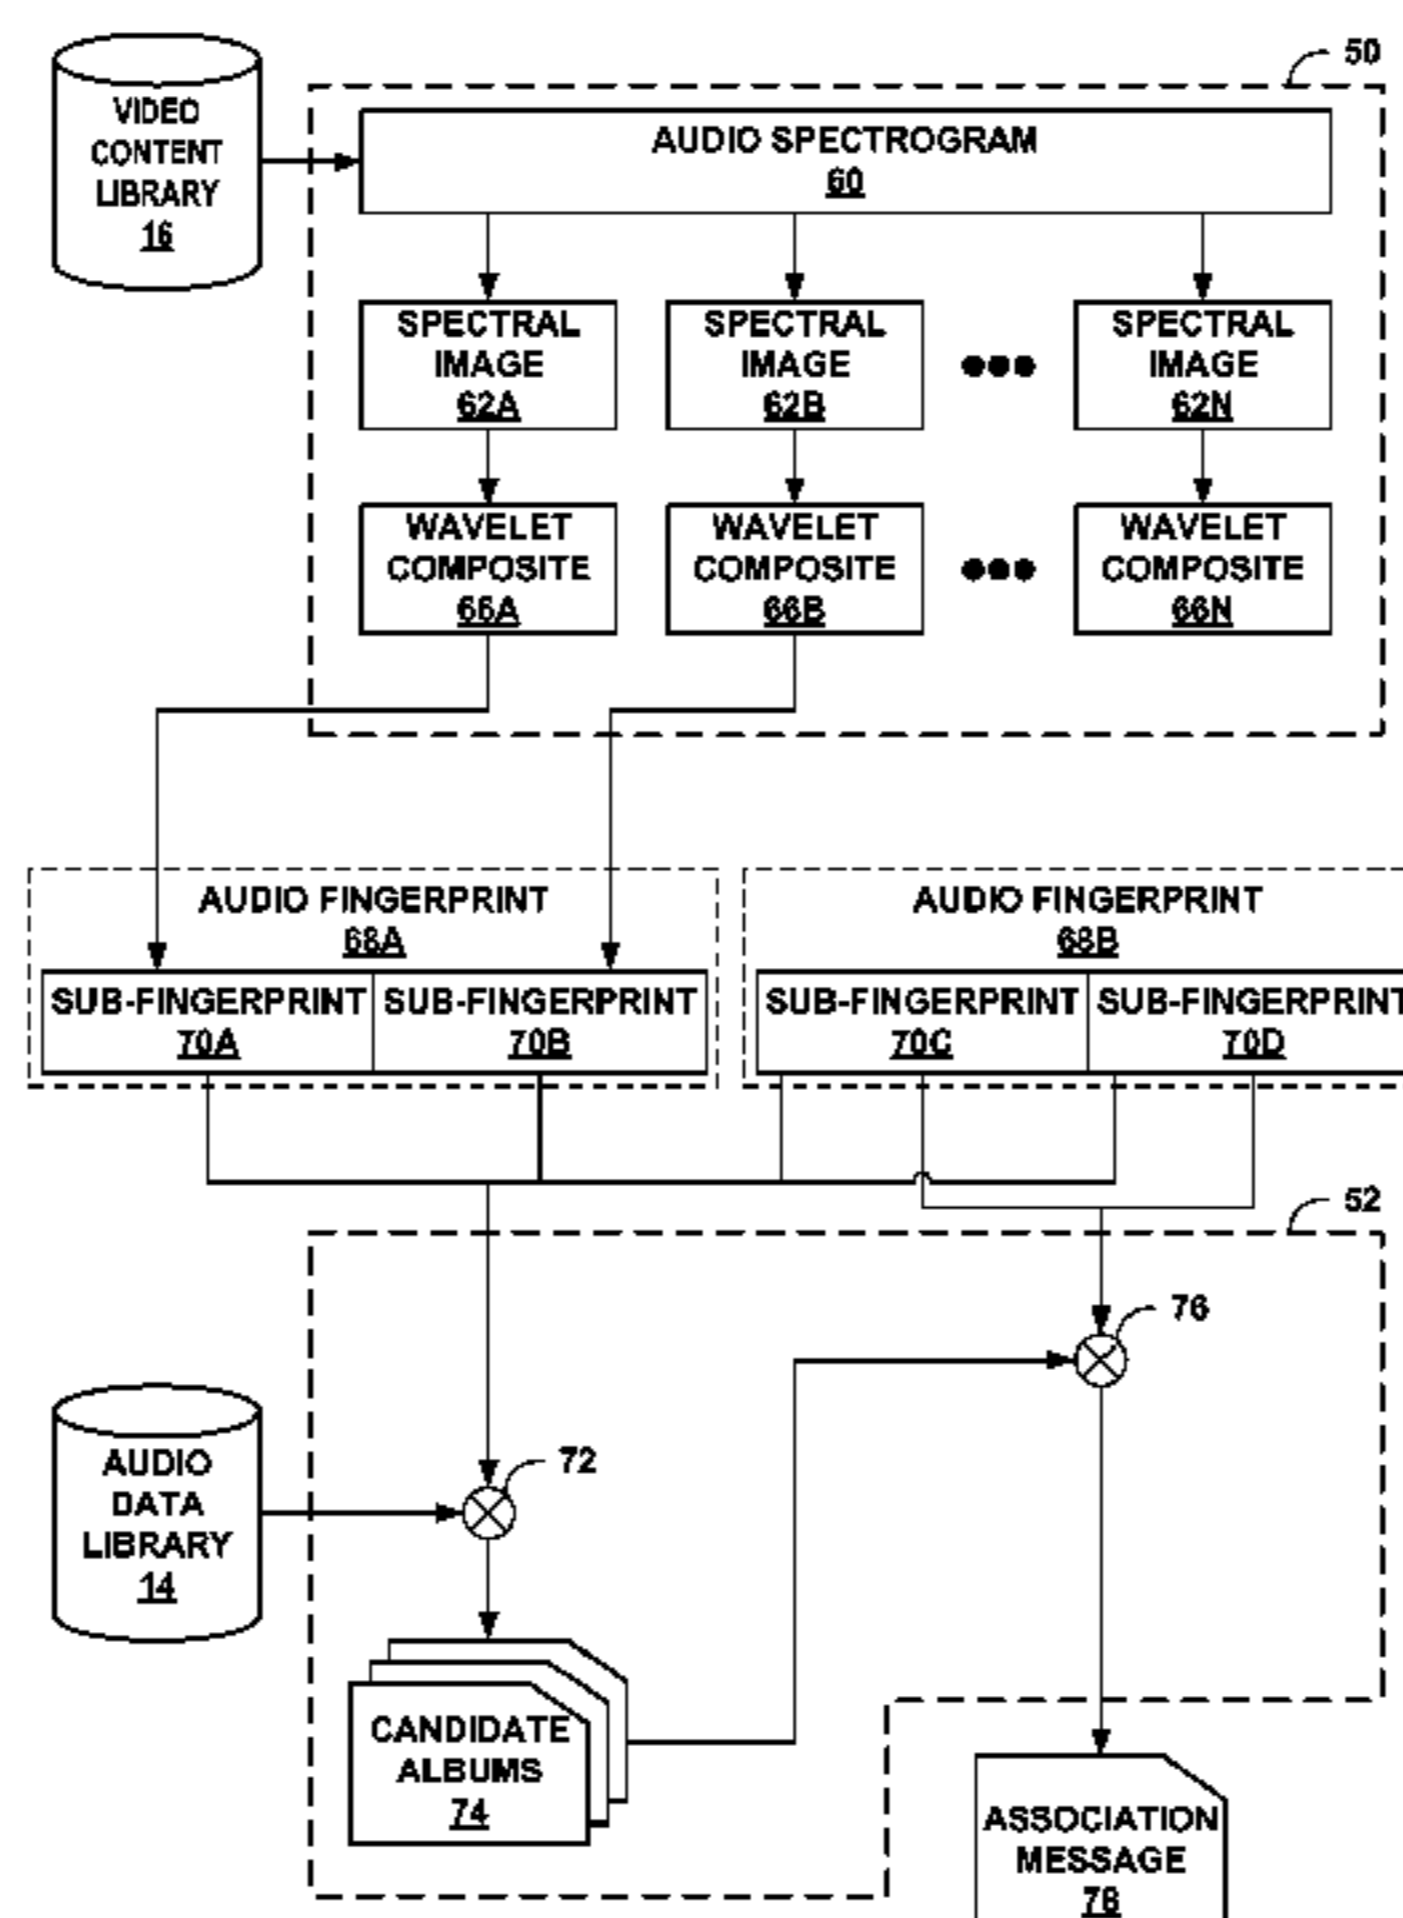 VIDEO
CONTENT
LIBRARY
16
50
AUDIO SPECTROGRAM
60
SPECTRAL
IMAGE
62A
SPECTRAL
IMAGE
62B
SPECTRAL
IMAGE
62N
WAVELET
COMPOSITE
66A
WAVELET
COMPOSITE
66B
WAVELET
COMPOSITE
66N
AUDIO FINGERPRINT
68A
SUB-FINGERPRINT
70A
SUB-FINGERPRINT
70B
AUDIO FINGERPRINT
68B
SUB-FINGERPRINT
70C
SUB-FINGERPRINT
70D
52
76
72
AUDIO
DATA
LIBRARY
14
CANDIDATE
ALBUMS
74
ASSOCIATION
MESSAGE
78